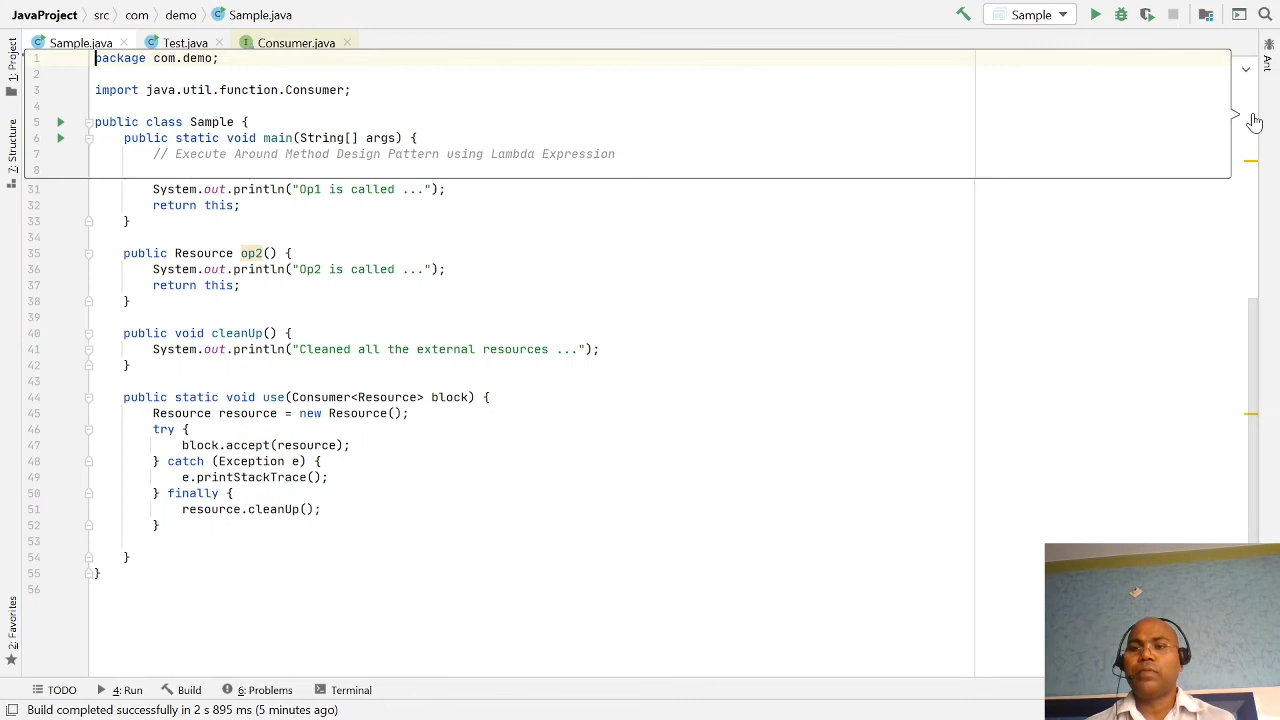 JavaProject > src > com > demo > Sample.java
Sample
Sample.java
Test.java
Consumer.java
1: Project
7: Structure
2: Favorites
Ant
1 package com.demo;
2
3 import java.util.function.Consumer;
4
5 public class Sample {
6 public static void main(String[] args) {
7 // Execute Around Method Design Pattern using Lambda Expression
8
31 System.out.println("Op1 is called ...");
32 return this;
33 }
34
35 public Resource op2() {
36 System.out.println("Op2 is called ...");
37 return this;
38 }
39
40 public void cleanUp() {
41 System.out.println("Cleaned all the external resources ...");
42 }
43
44 public static void use(Consumer<Resource> block) {
45 Resource resource = new Resource();
46 try {
47 block.accept(resource);
48 } catch (Exception e) {
49 e.printStackTrace();
50 } finally {
51 resource.cleanUp();
52 }
53
54 }
55 }
56
TODO
4: Run
Build
6: Problems
Terminal
Build completed successfully in 2 s 895 ms (5 minutes ago)